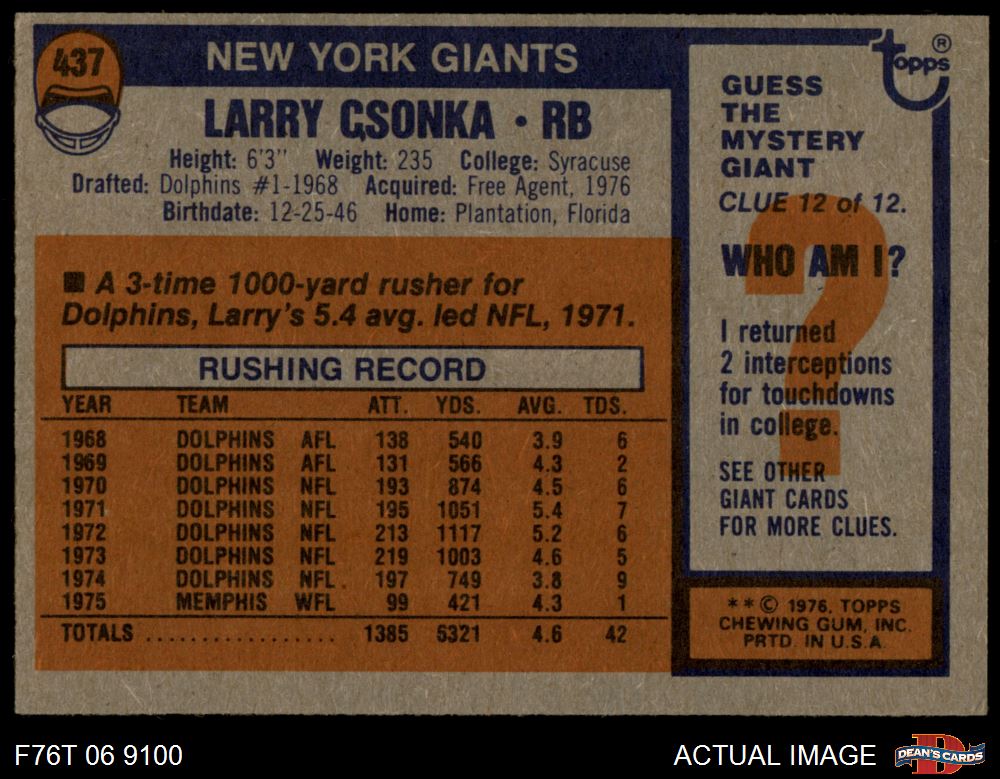 437
NEW YORK GIANTS
LARRY CSONKA • RB
Height: 6'3" Weight: 235 College: Syracuse
Drafted: Dolphins #1-1968 Acquired: Free Agent, 1976
Birthdate: 12-25-46 Home: Plantation, Florida
■ A 3-time 1000-yard rusher for
Dolphins, Larry's 5.4 avg. led NFL, 1971.
RUSHING RECORD
YEAR TEAM ATT. YDS. AVG. TDS.
1968 DOLPHINS AFL 138 540 3.9 6
1969 DOLPHINS AFL 131 566 4.3 2
1970 DOLPHINS NFL 193 874 4.5 6
1971 DOLPHINS NFL 195 1051 5.4 7
1972 DOLPHINS NFL 213 1117 5.2 6
1973 DOLPHINS NFL 219 1003 4.6 5
1974 DOLPHINS NFL 197 749 3.8 9
1975 MEMPHIS WFL 99 421 4.3 1
TOTALS .................. 1385 5321 4.6 42
topps ®
GUESS
THE
MYSTERY
GIANT
CLUE 12 of 12.
?
WHO AM I?
I returned
2 interceptions
for touchdowns
in college.
SEE OTHER
GIANT CARDS
FOR MORE CLUES.
** © 1976, TOPPS
CHEWING GUM, INC.
PRTD. IN U.S.A.
F76T 06 9100
ACTUAL IMAGE
D
DEAN'S CARDS